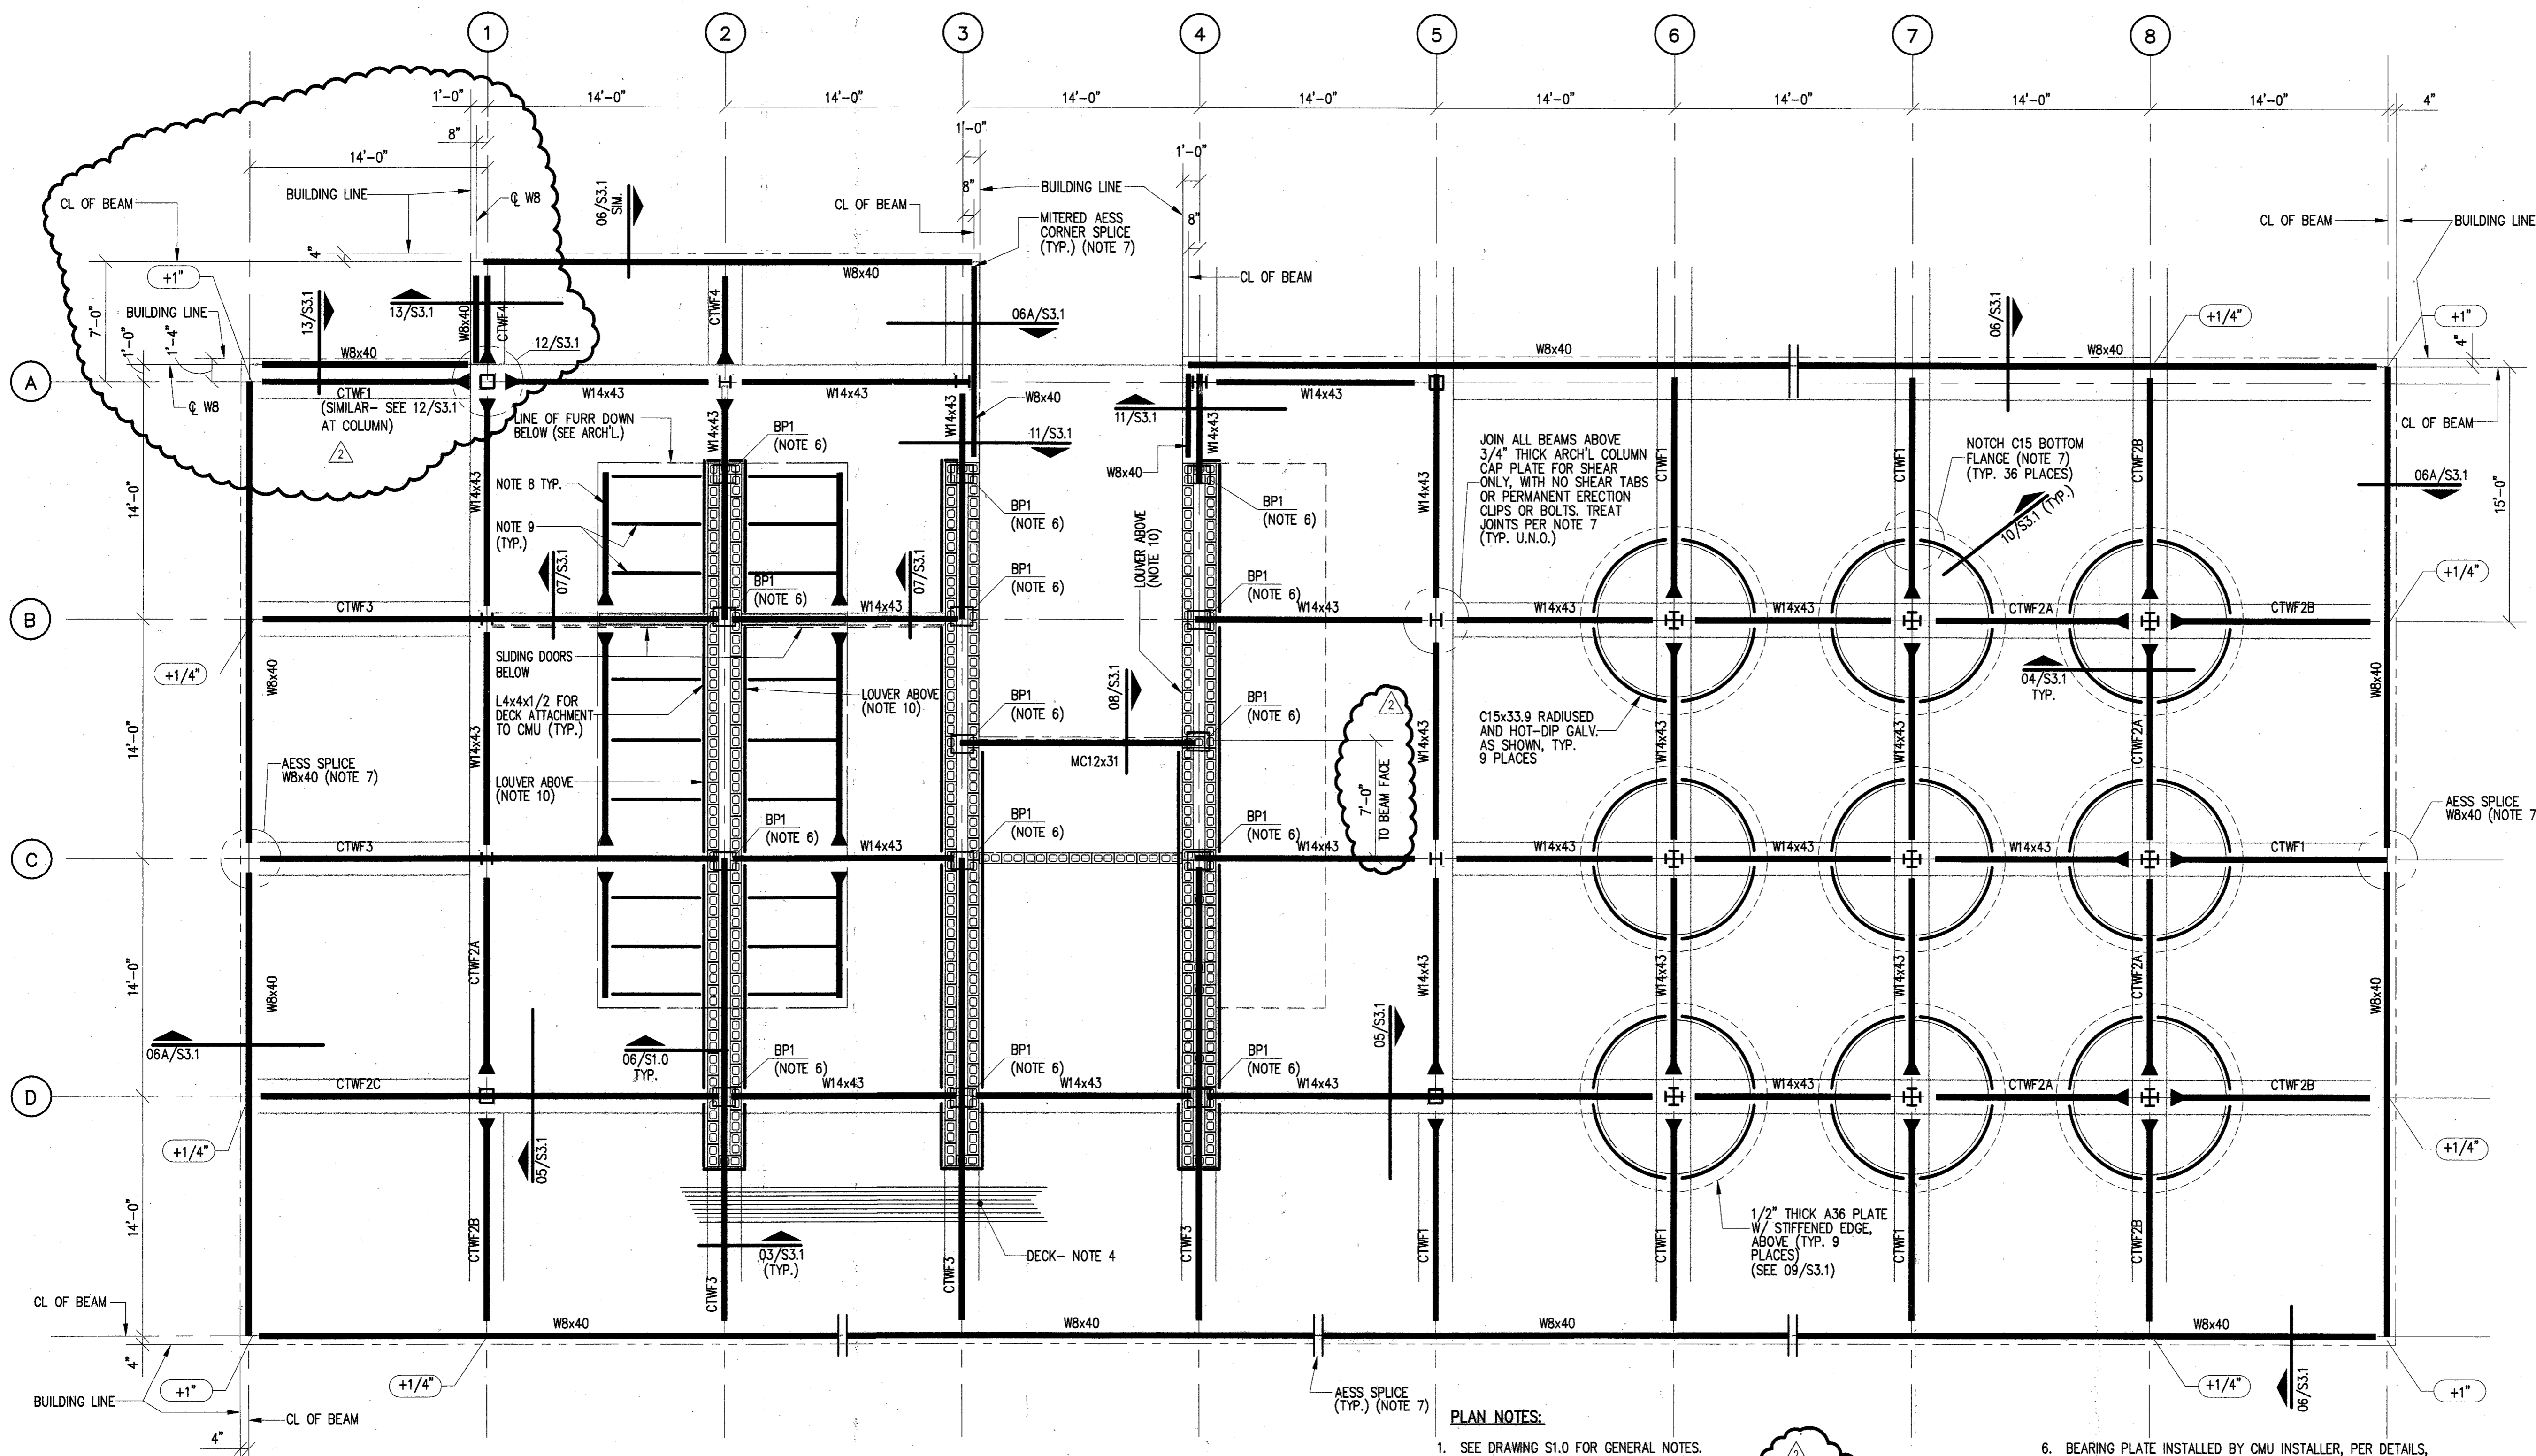 1 2 3 4 5 6 7 8
1'-0" 14'-0" 14'-0" 14'-0" 14'-0" 14'-0" 14'-0" 14'-0" 14'-0" 4"
8" 1'-0" 1'-0"
14'-0"
BUILDING LINE
℄ W8
CL OF BEAM
06/S3.1
SIM.
CL OF BEAM
8"
BUILDING LINE
8"
MITERED AESS
CORNER SPLICE
(TYP.) (NOTE 7)
CL OF BEAM
CL OF BEAM
BUILDING LINE
4"
+1"
7'-0"
1'-0"
1'-4"
BUILDING LINE
13/S3.1
13/S3.1
W8x40
CTWF4
12/S3.1
CTWF4
W8x40
06A/S3.1
06/S3.1
+1/4"
+1"
4"
W8x40
W8x40
W8x40
A
℄ W8
CTWF1
(SIMILAR- SEE 12/S3.1
AT COLUMN)
2
W14x43
W14x43
W8x40
W14x43
CL OF BEAM
LINE OF FURR DOWN
BELOW (SEE ARCH'L.)
W14x43
W14x43
W14x43
11/S3.1
11/S3.1
W8x40
BP1
(NOTE 6)
BP1
(NOTE 6)
BP1
(NOTE 6)
14'-0"
W14x43
NOTE 8 TYP.
NOTE 9
(TYP.)
07/S3.1
07/S3.1
LOUVER ABOVE
(NOTE 10)
W14x43
JOIN ALL BEAMS ABOVE
3/4" THICK ARCH'L COLUMN
CAP PLATE FOR SHEAR
ONLY, WITH NO SHEAR TABS
OR PERMANENT ERECTION
CLIPS OR BOLTS. TREAT
JOINTS PER NOTE 7
(TYP. U.N.O.)
CTWF1
CTWF1
CTWF2B
NOTCH C15 BOTTOM
FLANGE (NOTE 7)
(TYP. 36 PLACES)
10/S3.1 (TYP.)
06A/S3.1
15'-0"
+1/4"
BP1
(NOTE 6)
BP1
(NOTE 6)
BP1
(NOTE 6)
B
CTWF3
W14x43
W14x43
W14x43
W14x43
CTWF2A
CTWF2B
+1/4"
W8x40
W14x43
SLIDING DOORS
BELOW
L4x4x1/2 FOR
DECK ATTACHMENT
TO CMU (TYP.)
LOUVER ABOVE
(NOTE 10)
LOUVER ABOVE
(NOTE 10)
BP1
(NOTE 6)
08/S3.1
BP1
(NOTE 6)
MC12x31
2
7'-0"
TO BEAM FACE
W14x43
C15x33.9 RADIUSED
AND HOT-DIP GALV.
AS SHOWN, TYP.
9 PLACES
W14x43
W14x43
CTWF2A
04/S3.1
TYP.
W8x40
14'-0"
AESS SPLICE
W8x40 (NOTE 7)
AESS SPLICE
W8x40 (NOTE 7
BP1
(NOTE 6)
BP1
(NOTE 6)
BP1
(NOTE 6)
C
CTWF3
W14x43
W14x43
W14x43
W14x43
W14x43
CTWF1
14'-0"
W8x40
CTWF2A
W14x43
W14x43
W14x43
CTWF2A
W8x40
06A/S3.1
06/S1.0
TYP.
BP1
(NOTE 6)
BP1
(NOTE 6)
BP1
(NOTE 6)
05/S3.1
D
CTWF2C
W14x43
W14x43
W14x43
W14x43
CTWF2A
CTWF2B
+1/4"
05/S3.1
+1/4"
14'-0"
CTWF2B
CTWF3
CTWF3
CTWF3
CTWF1
CTWF1
CTWF1
CTWF2B
03/S3.1
(TYP.)
DECK- NOTE 4
1/2" THICK A36 PLATE
W/ STIFFENED EDGE,
ABOVE (TYP. 9
PLACES)
(SEE 09/S3.1)
CL OF BEAM
W8x40
W8x40
W8x40
W8x40
4"
BUILDING LINE
+1"
+1/4"
CL OF BEAM
4"
AESS SPLICE
(TYP.) (NOTE 7)
+1/4"
06/S3.1
+1"
PLAN NOTES:
1. SEE DRAWING S1.0 FOR GENERAL NOTES.
2
6. BEARING PLATE INSTALLED BY CMU INSTALLER, PER DETAILS,